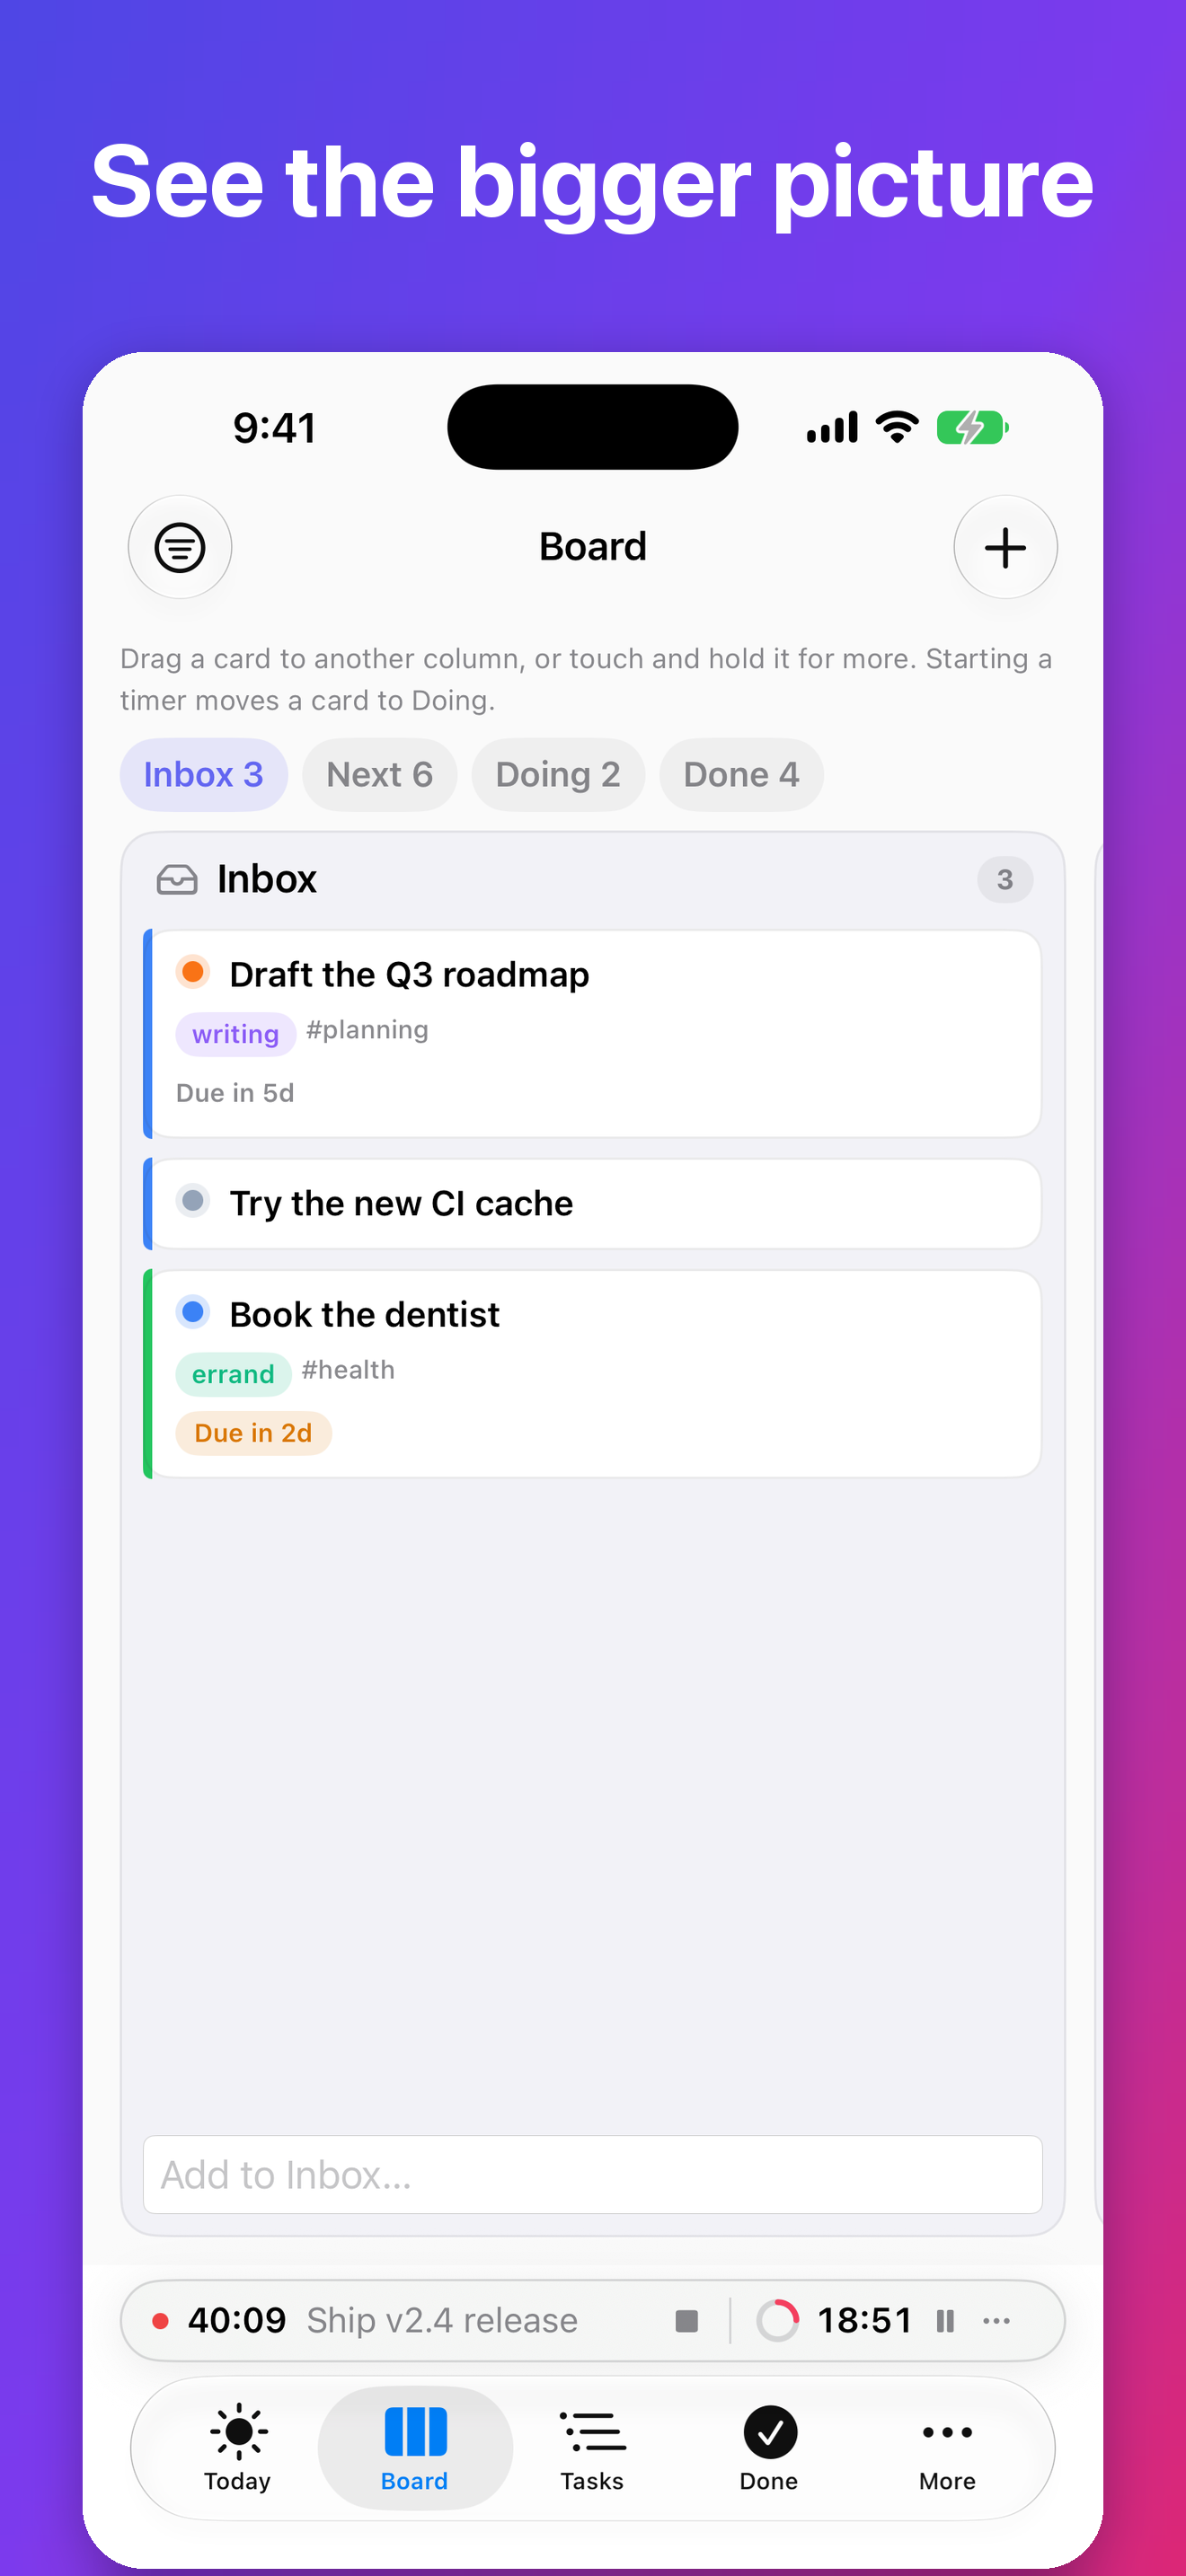 See the bigger picture
9:41
Board
Drag a card to another column, or touch and hold it for more. Starting a
timer moves a card to Doing.
Inbox 3
Next 6
Doing 2
Done 4
Inbox
3
Draft the Q3 roadmap
writing #planning
Due in 5d
Try the new CI cache
Book the dentist
errand #health
Due in 2d
Add to Inbox...
40:09 Ship v2.4 release
18:51
Today
Board
Tasks
Done
More